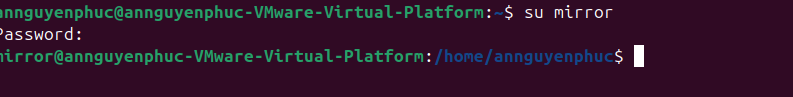 annguyenphuc@annguyenphuc-VMware-Virtual-Platform:~$ su mirror
Password:
mirror@annguyenphuc-VMware-Virtual-Platform:/home/annguyenphuc$